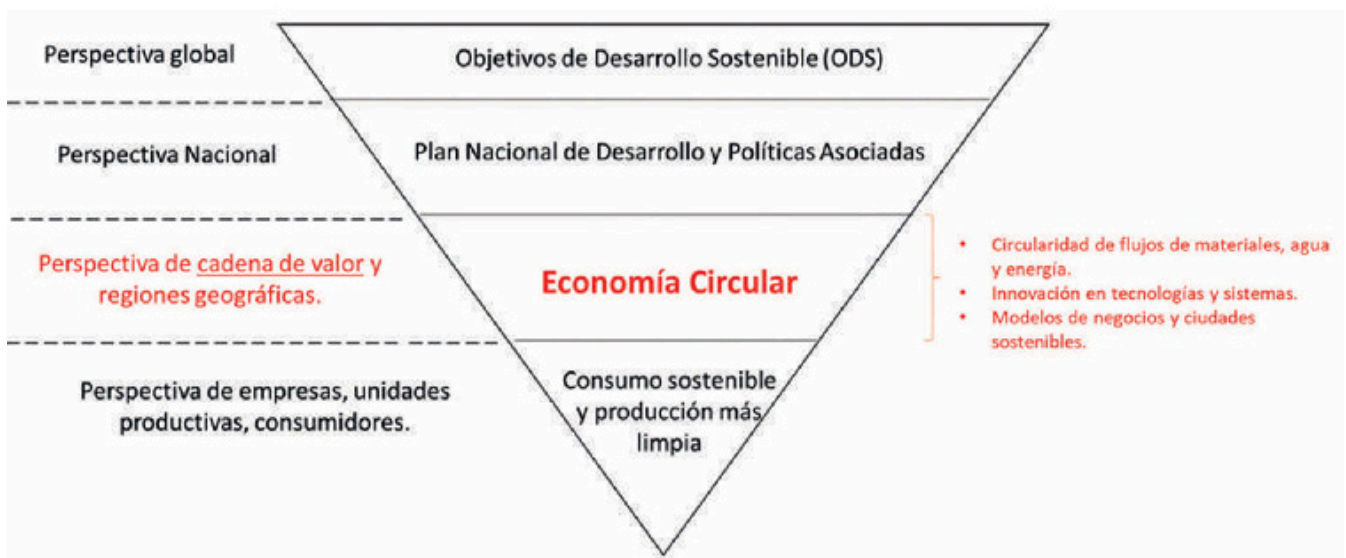 Perspectiva global
Objetivos de Desarrollo Sostenible (ODS)
Perspectiva Nacional
Plan Nacional de Desarrollo y Políticas Asociadas
Perspectiva de cadena de valor y
regiones geográficas.
Economía Circular
• Circularidad de flujos de materiales, agua
y energía.
• Innovación en tecnologías y sistemas.
• Modelos de negocios y ciudades
sostenibles.
Perspectiva de empresas, unidades
productivas, consumidores.
Consumo sostenible
y producción más
limpia